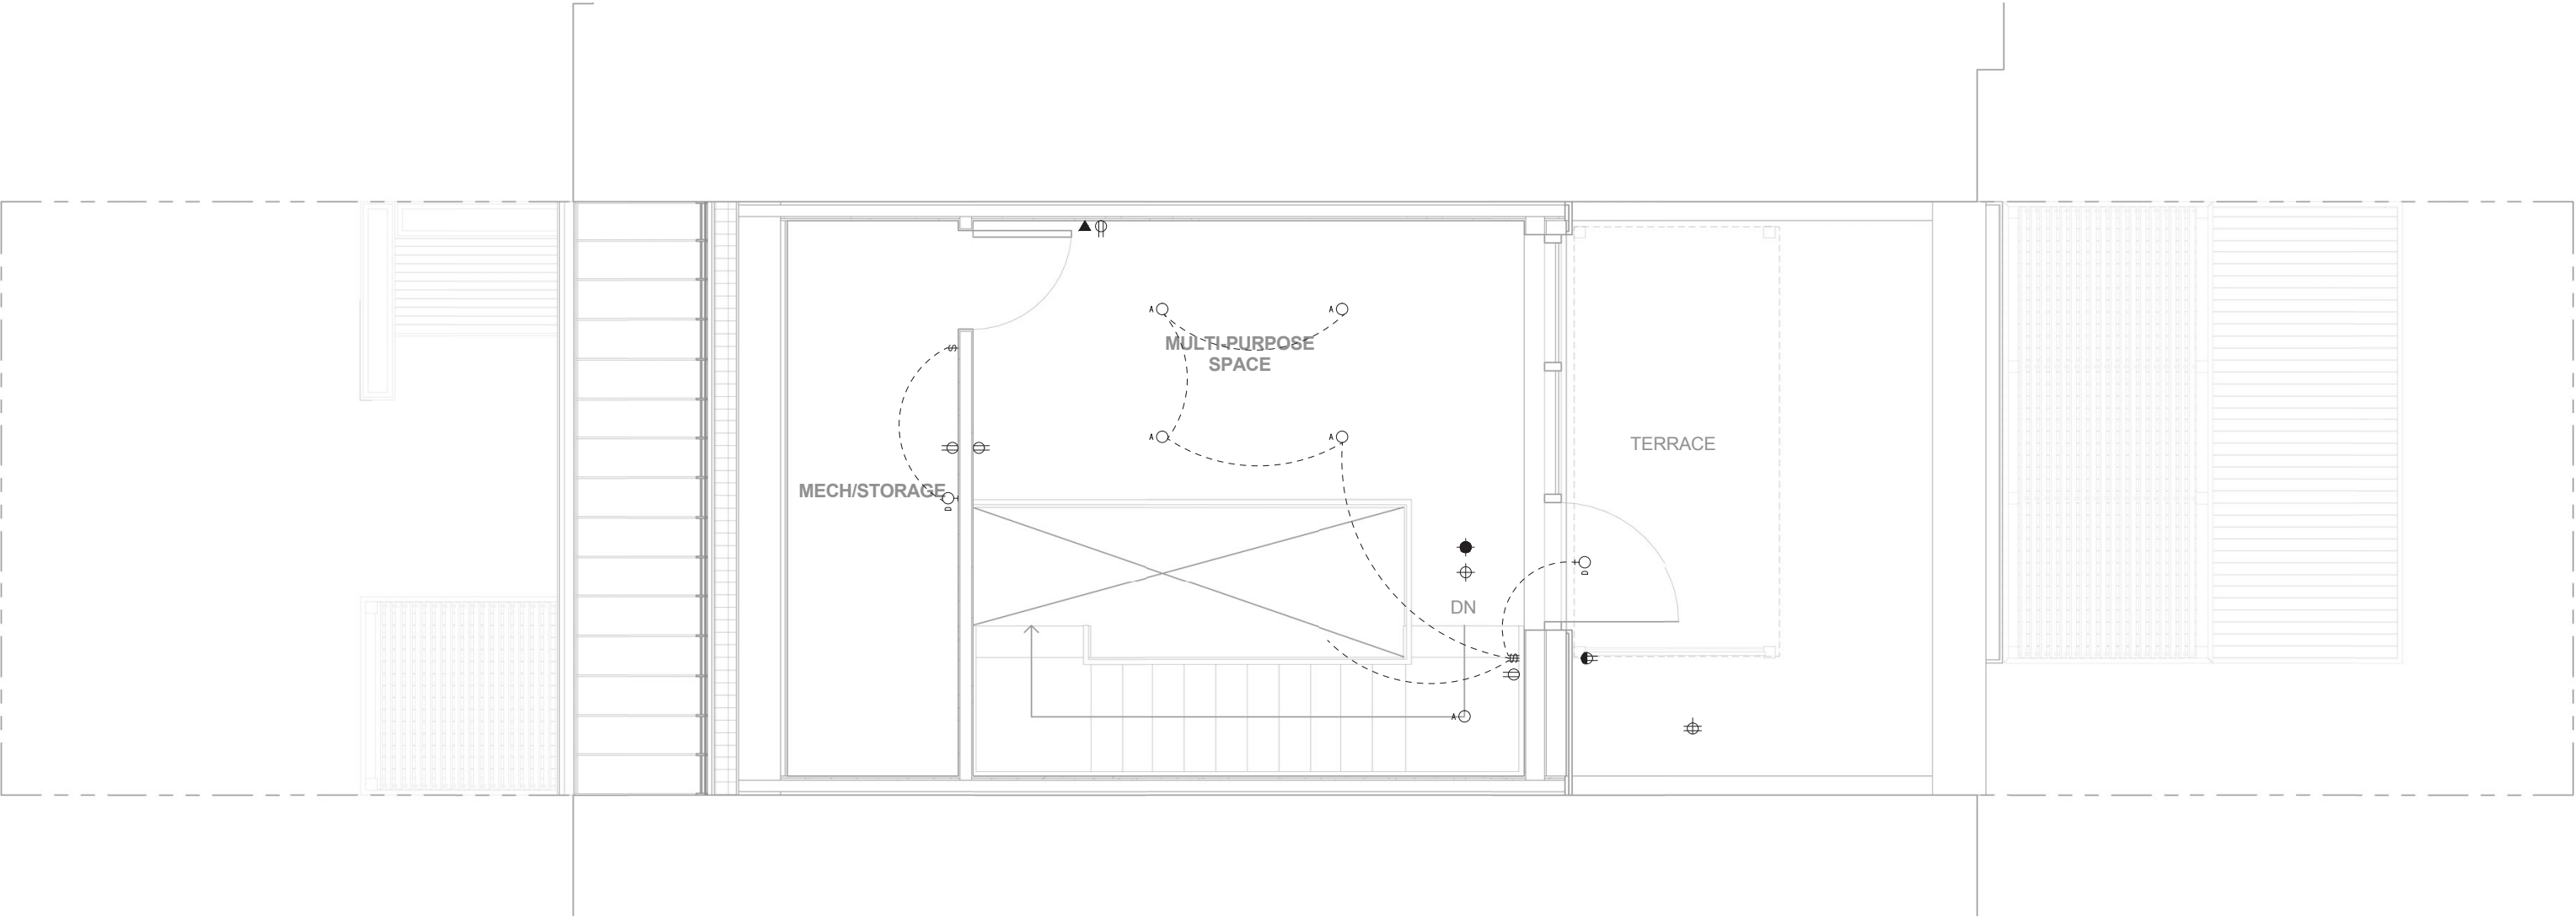 A
A
MULTI-PURPOSE
SPACE
S
A
A
TERRACE
MECH/STORAGE
D
D
DN
A